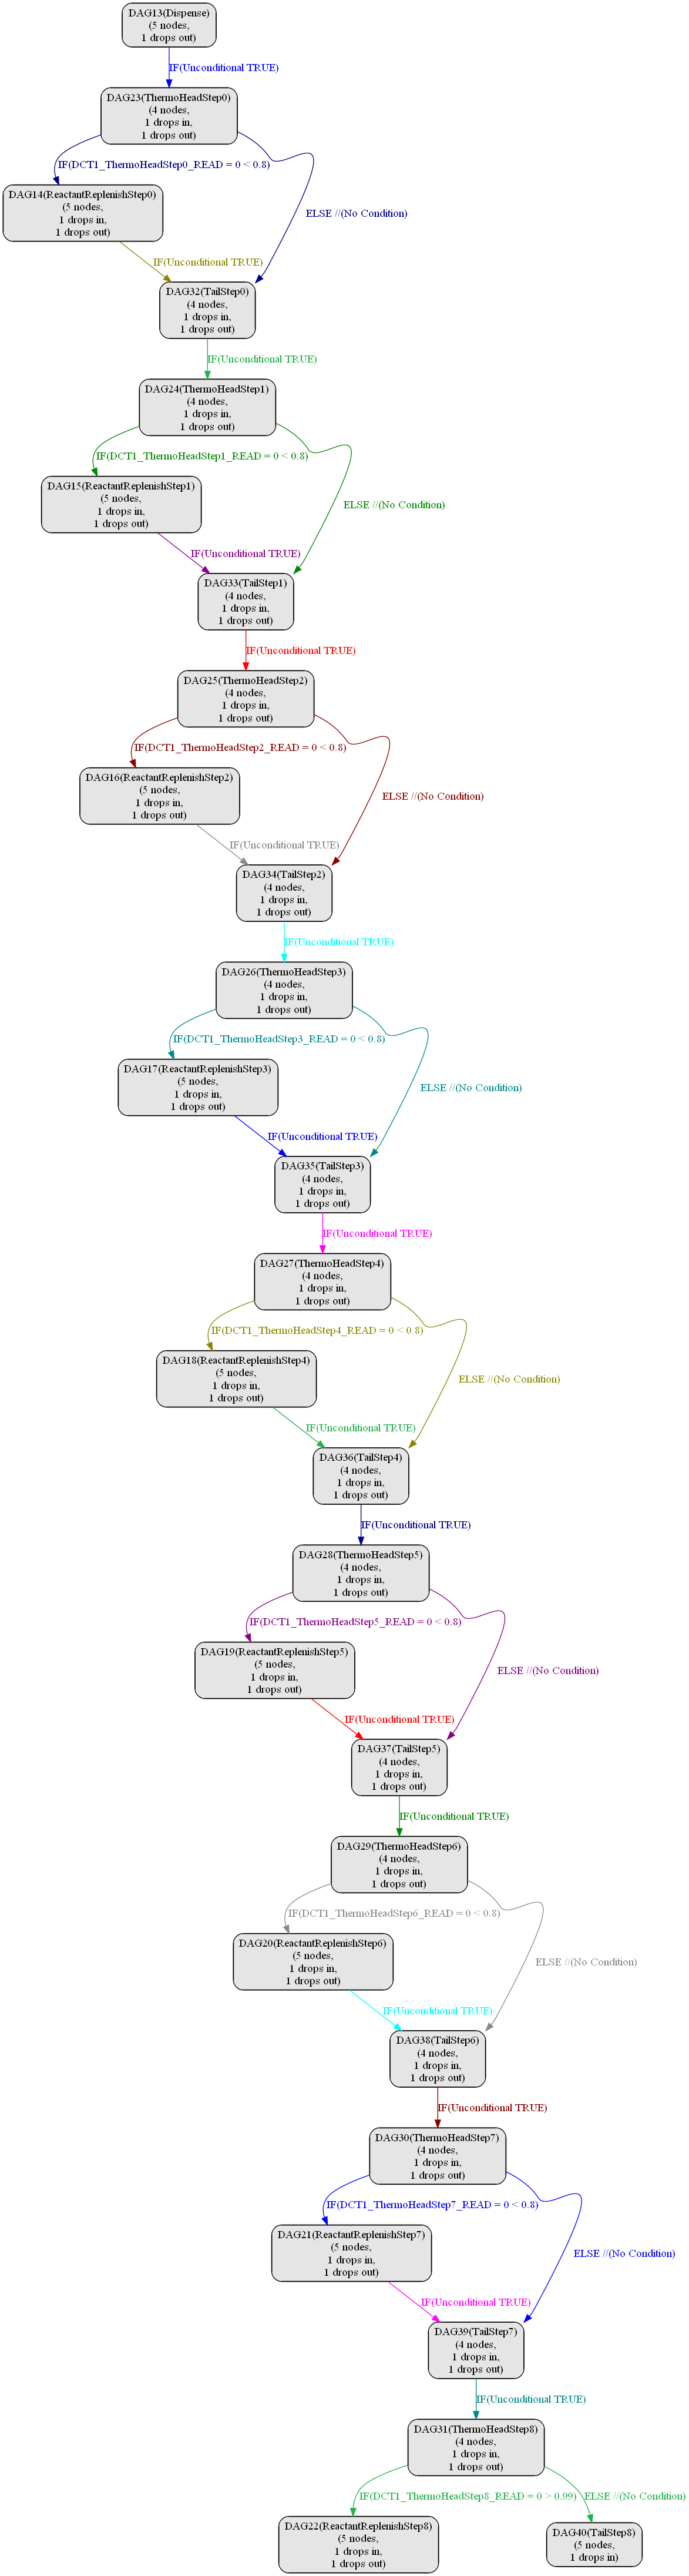 DAG13(Dispense)
(5 nodes,
1 drops out)
IF(Unconditional TRUE)
DAG23(ThermoHeadStep0)
(4 nodes,
1 drops in,
1 drops out)
IF(DCT1_ThermoHeadStep0_READ = 0 < 0.8)
DAG14(ReactantReplenishStep0)
(5 nodes,
1 drops in,
1 drops out)
ELSE //(No Condition)
IF(Unconditional TRUE)
DAG32(TailStep0)
(4 nodes,
1 drops in,
1 drops out)
IF(Unconditional TRUE)
DAG24(ThermoHeadStep1)
(4 nodes,
1 drops in,
1 drops out)
IF(DCT1_ThermoHeadStep1_READ = 0 < 0.8)
DAG15(ReactantReplenishStep1)
(5 nodes,
1 drops in,
1 drops out)
ELSE //(No Condition)
IF(Unconditional TRUE)
DAG33(TailStep1)
(4 nodes,
1 drops in,
1 drops out)
IF(Unconditional TRUE)
DAG25(ThermoHeadStep2)
(4 nodes,
1 drops in,
1 drops out)
IF(DCT1_ThermoHeadStep2_READ = 0 < 0.8)
DAG16(ReactantReplenishStep2)
(5 nodes,
1 drops in,
1 drops out)
ELSE //(No Condition)
IF(Unconditional TRUE)
DAG34(TailStep2)
(4 nodes,
1 drops in,
1 drops out)
IF(Unconditional TRUE)
DAG26(ThermoHeadStep3)
(4 nodes,
1 drops in,
1 drops out)
IF(DCT1_ThermoHeadStep3_READ = 0 < 0.8)
DAG17(ReactantReplenishStep3)
(5 nodes,
1 drops in,
1 drops out)
ELSE //(No Condition)
IF(Unconditional TRUE)
DAG35(TailStep3)
(4 nodes,
1 drops in,
1 drops out)
IF(Unconditional TRUE)
DAG27(ThermoHeadStep4)
(4 nodes,
1 drops in,
1 drops out)
IF(DCT1_ThermoHeadStep4_READ = 0 < 0.8)
DAG18(ReactantReplenishStep4)
(5 nodes,
1 drops in,
1 drops out)
ELSE //(No Condition)
IF(Unconditional TRUE)
DAG36(TailStep4)
(4 nodes,
1 drops in,
1 drops out)
IF(Unconditional TRUE)
DAG28(ThermoHeadStep5)
(4 nodes,
1 drops in,
1 drops out)
IF(DCT1_ThermoHeadStep5_READ = 0 < 0.8)
DAG19(ReactantReplenishStep5)
(5 nodes,
1 drops in,
1 drops out)
ELSE //(No Condition)
IF(Unconditional TRUE)
DAG37(TailStep5)
(4 nodes,
1 drops in,
1 drops out)
IF(Unconditional TRUE)
DAG29(ThermoHeadStep6)
(4 nodes,
1 drops in,
1 drops out)
IF(DCT1_ThermoHeadStep6_READ = 0 < 0.8)
DAG20(ReactantReplenishStep6)
(5 nodes,
1 drops in,
1 drops out)
ELSE //(No Condition)
IF(Unconditional TRUE)
DAG38(TailStep6)
(4 nodes,
1 drops in,
1 drops out)
IF(Unconditional TRUE)
DAG30(ThermoHeadStep7)
(4 nodes,
1 drops in,
1 drops out)
IF(DCT1_ThermoHeadStep7_READ = 0 < 0.8)
DAG21(ReactantReplenishStep7)
(5 nodes,
1 drops in,
1 drops out)
ELSE //(No Condition)
IF(Unconditional TRUE)
DAG39(TailStep7)
(4 nodes,
1 drops in,
1 drops out)
IF(Unconditional TRUE)
DAG31(ThermoHeadStep8)
(4 nodes,
1 drops in,
1 drops out)
IF(DCT1_ThermoHeadStep8_READ = 0 > 0.99)
ELSE //(No Condition)
DAG22(ReactantReplenishStep8)
(5 nodes,
1 drops in,
1 drops out)
DAG40(TailStep8)
(5 nodes,
1 drops in)